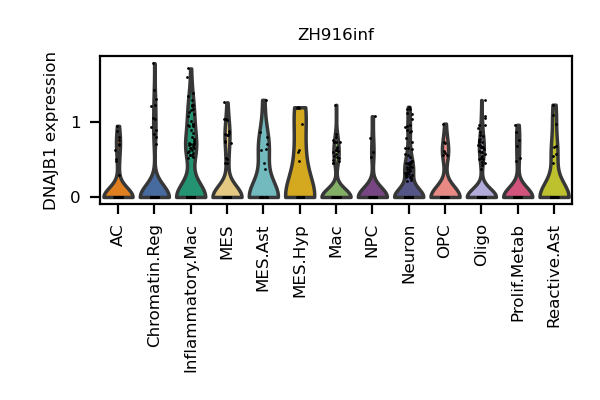 ZH916inf
DNAJB1 expression
1
0
AC
Chromatin.Reg
Inflammatory.Mac
MES
MES.Ast
MES.Hyp
Mac
NPC
Neuron
OPC
Oligo
Prolif.Metab
Reactive.Ast